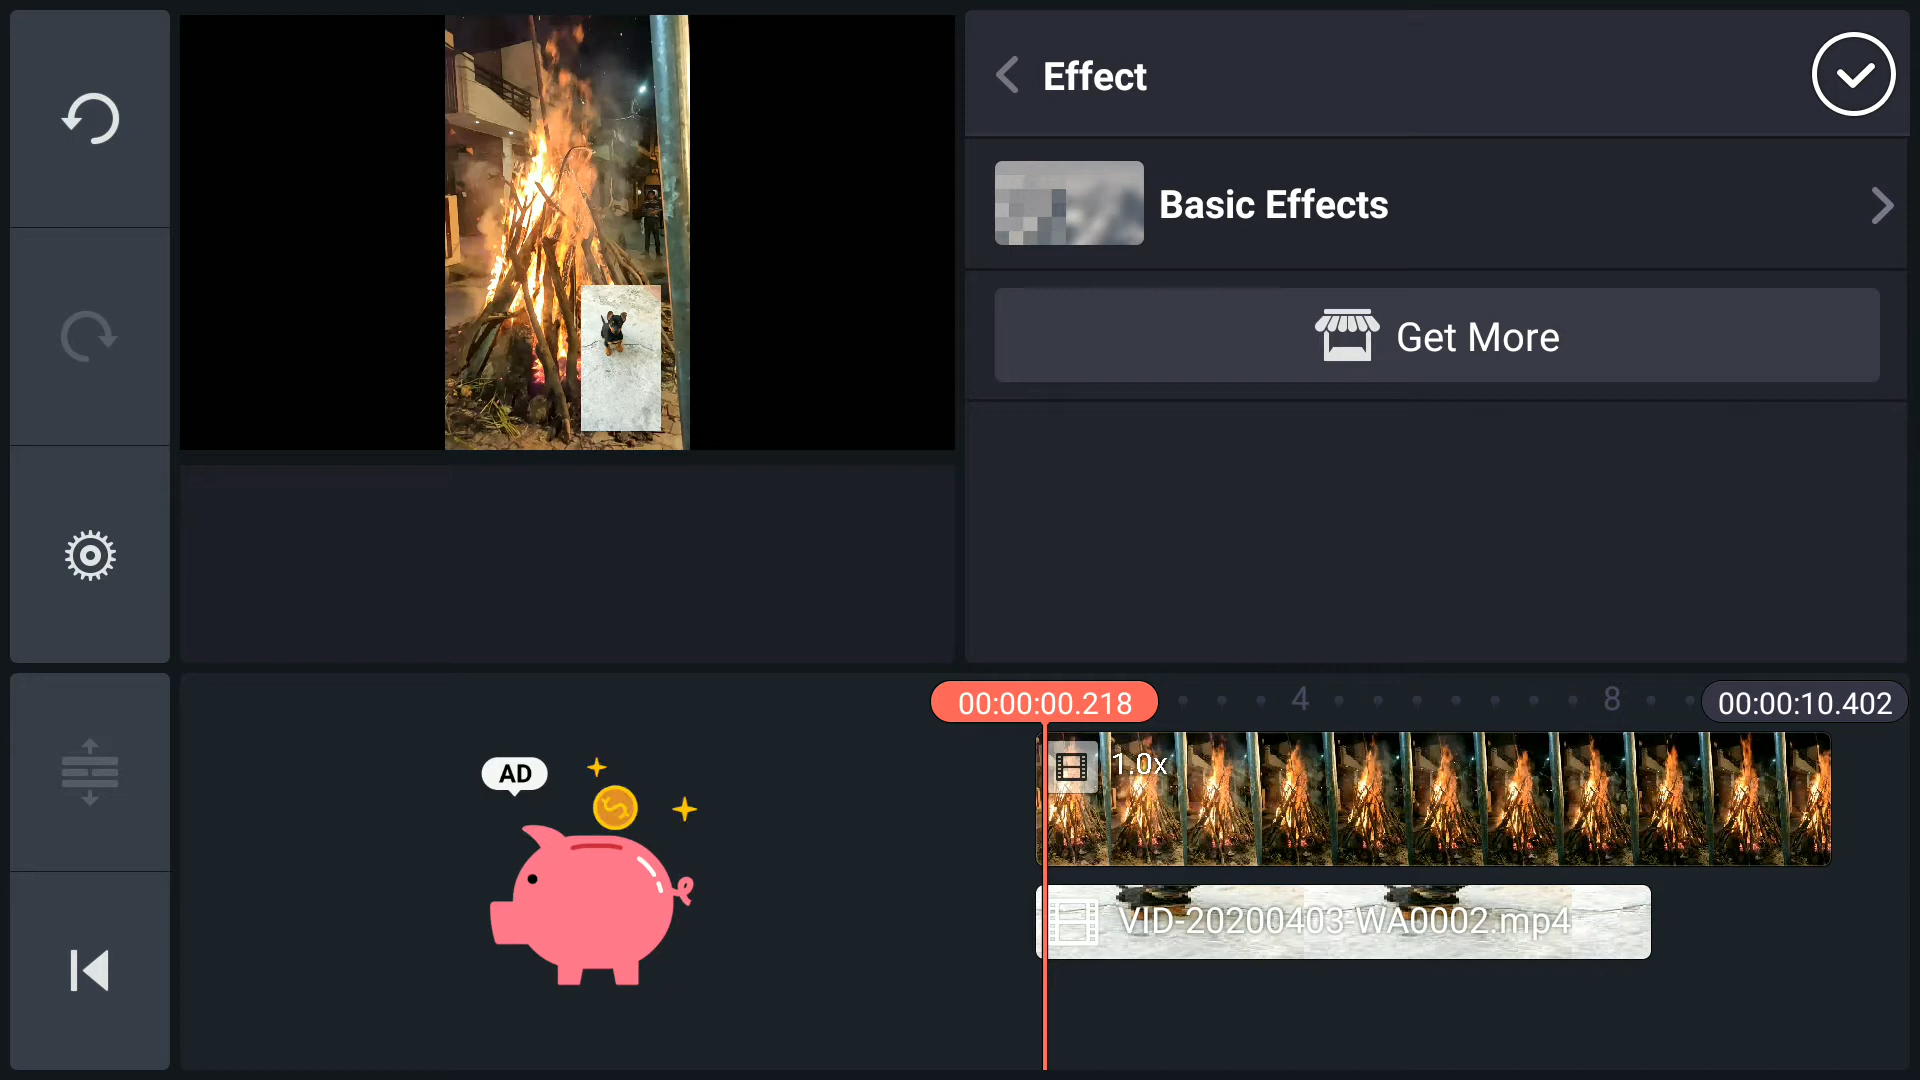 Effect
Basic Effects
Get More
00:00:00.218
4
8
00:00:10.402
AD
1.0x
VID-20200403-WA0002.mp4